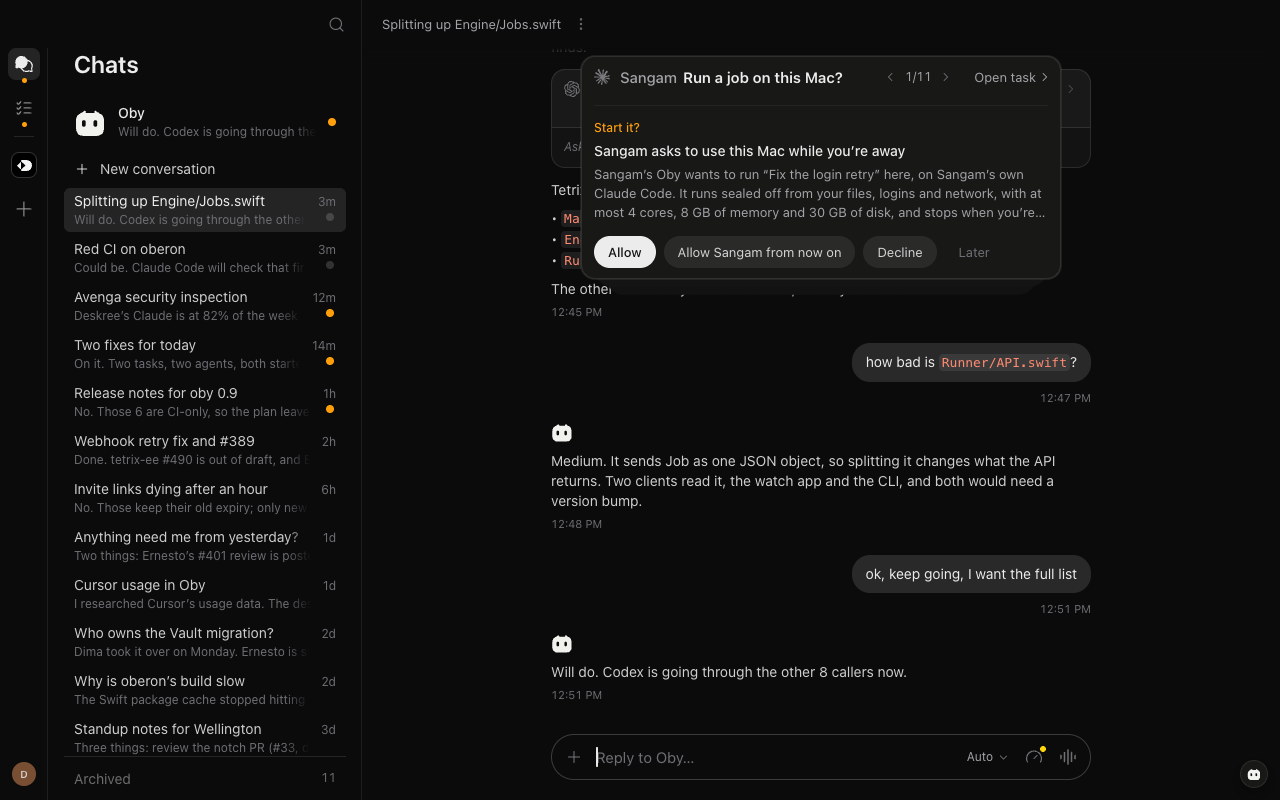 Splitting up Engine/Jobs.swift
Chats
Oby
Will do. Codex is going through the
New conversation
Splitting up Engine/Jobs.swift 3m
Will do. Codex is going through the other
Red CI on oberon 3m
Could be. Claude Code will check that fir
Avenga security inspection 12m
Deskree's Claude is at 82% of the week
Two fixes for today 14m
On it. Two tasks, two agents, both starte
Release notes for oby 0.9 1h
No. Those 6 are CI-only, so the plan leave
Webhook retry fix and #389 2h
Done. tetrix-ee #490 is out of draft, and E
Invite links dying after an hour 6h
No. Those keep their old expiry; only new
Anything need me from yesterday? 1d
Two things: Ernesto's #401 review is post
Cursor usage in Oby 1d
I researched Cursor's usage data. The de
Who owns the Vault migration? 2d
Dima took it over on Monday. Ernesto is s
Why is oberon's build slow 2d
The Swift package cache stopped hitting
Standup notes for Wellington 3d
Three things: review the notch PR (#33, o
Archived 11
D
Sangam Run a job on this Mac? 1/11 Open task
Start it?
Sangam asks to use this Mac while you're away
Sangam's Oby wants to run “Fix the login retry” here, on Sangam's own
Claude Code. It runs sealed off from your files, logins and network, with at
most 4 cores, 8 GB of memory and 30 GB of disk, and stops when you're...
Allow Allow Sangam from now on Decline Later
Ask
Tetri
• Ma
• En
• Ru
The other
12:45 PM
how bad is Runner/API.swift?
12:47 PM
Medium. It sends Job as one JSON object, so splitting it changes what the API
returns. Two clients read it, the watch app and the CLI, and both would need a
version bump.
12:48 PM
ok, keep going, I want the full list
12:51 PM
Will do. Codex is going through the other 8 callers now.
12:51 PM
Reply to Oby... Auto